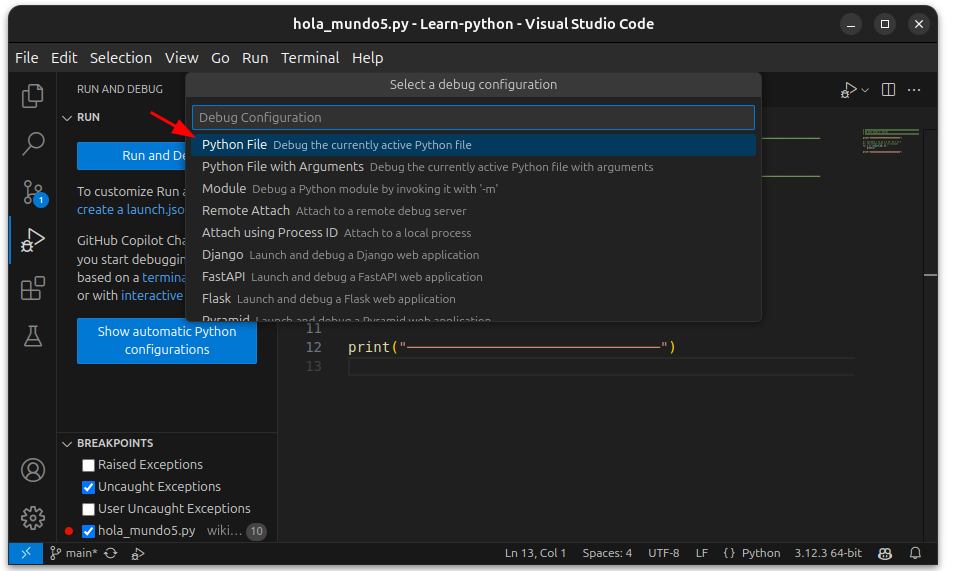 hola_mundo5.py - Learn-python - Visual Studio Code
File Edit Selection View Go Run Terminal Help
Select a debug configuration
RUN AND DEBUG
Debug Configuration
RUN
Python File Debug the currently active Python file
Python File with Arguments Debug the currently active Python file with arguments
Module Debug a Python module by invoking it with '-m'
Remote Attach Attach to a remote debug server
Attach using Process ID Attach to a local process
Django Launch and debug a Django web application
FastAPI Launch and debug a FastAPI web application
Flask Launch and debug a Flask web application
Pyramid Launch and debug a Pyramid web application
Run and De
To customize Run a
create a launch.jso
GitHub Copilot Cha
you start debuggin
based on a termina
or with interactive
Show automatic Python
configurations
1
11
12 print("————————————————————————————")
13
BREAKPOINTS
Raised Exceptions
Uncaught Exceptions
User Uncaught Exceptions
hola_mundo5.py wiki... 10
main* Ln 13, Col 1 Spaces: 4 UTF-8 LF {} Python 3.12.3 64-bit